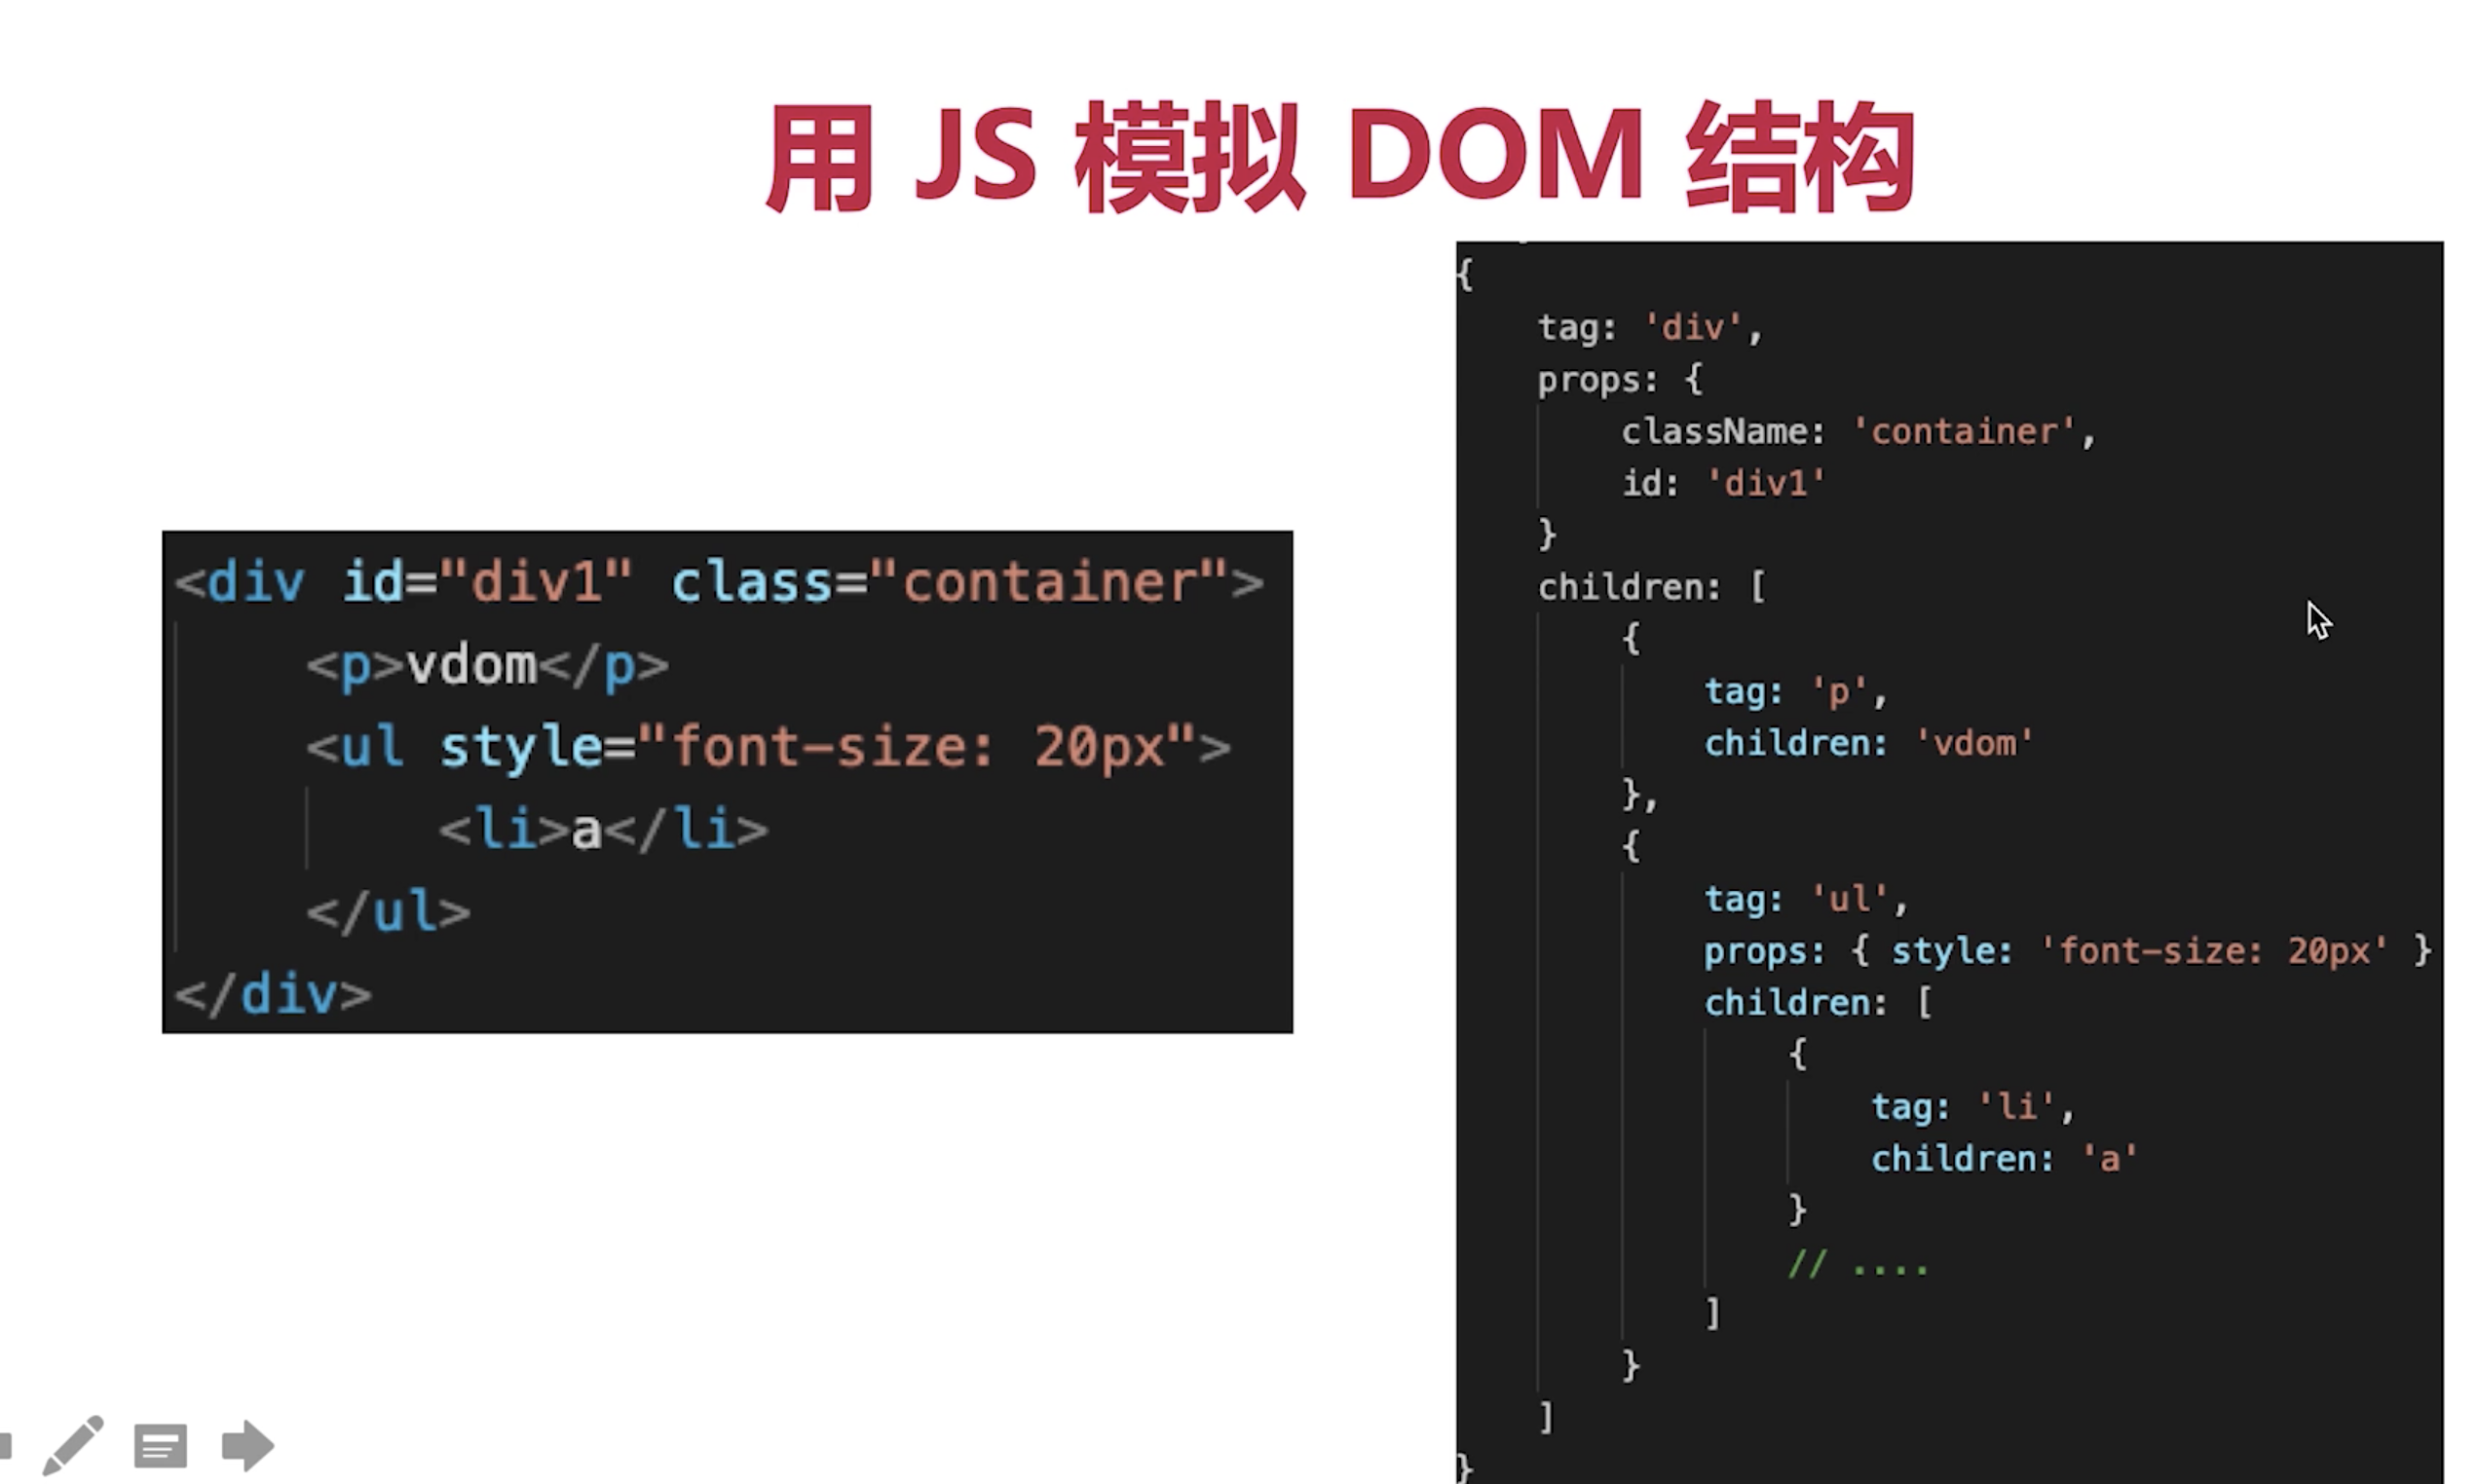 用 JS 模拟 DOM 结构
<div id="div1" class="container">
    <p>vdom</p>
    <ul style="font-size: 20px">
        <li>a</li>
    </ul>
</div>
{
    tag: 'div',
    props: {
        className: 'container',
        id: 'div1'
    }
    children: [
        {
            tag: 'p',
            children: 'vdom'
        },
        {
            tag: 'ul',
            props: { style: 'font-size: 20px' }
            children: [
                {
                    tag: 'li',
                    children: 'a'
                }
                // ....
            ]
        }
    ]
}